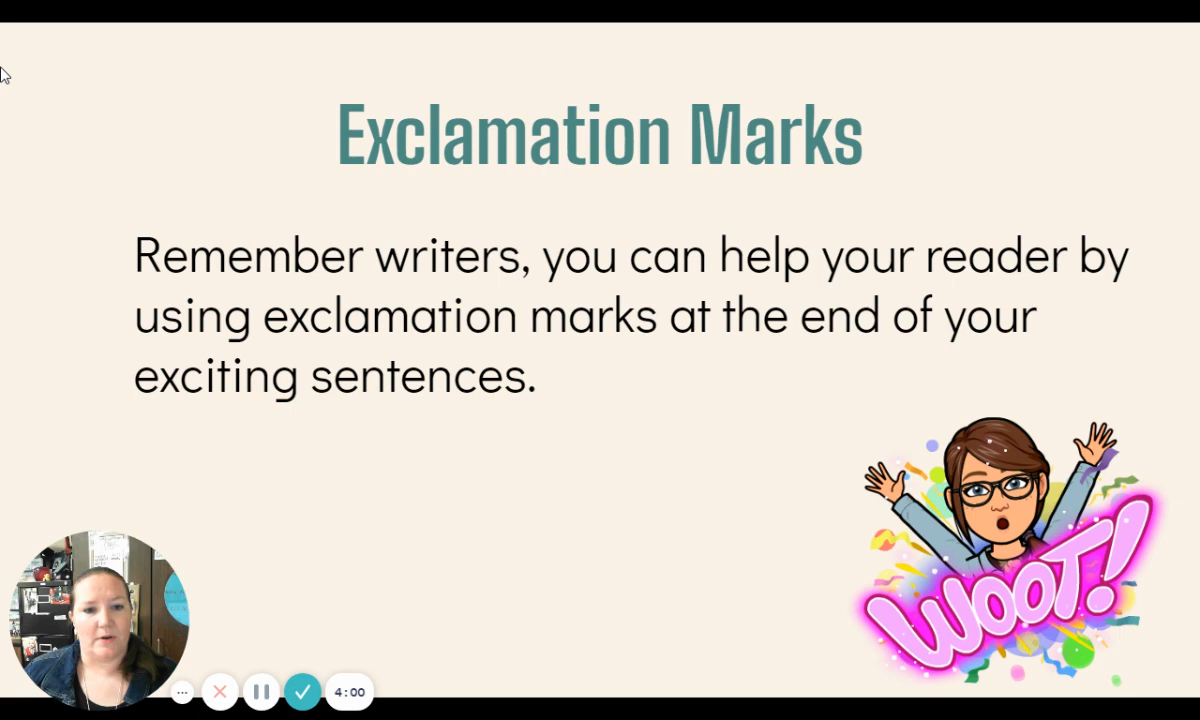 Exclamation Marks
Remember writers, you can help your reader by
using exclamation marks at the end of your
exciting sentences.
WOOT!
4:00